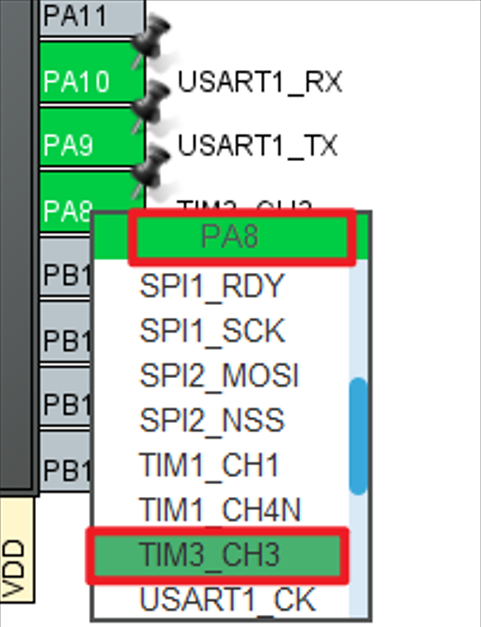 PA11
PA10 USART1_RX
PA9 USART1_TX
PA8 TIM3_CH3
PA8
SPI1_RDY
PB1
SPI1_SCK
PB1
SPI2_MOSI
SPI2_NSS
PB1
TIM1_CH1
PB1
TIM1_CH4N
TIM3_CH3
USART1_CK
VDD